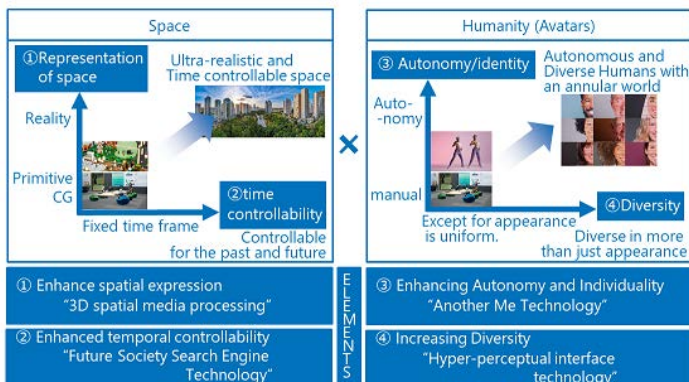 Space
①Representation
of space
Ultra-realistic and
Time controllable space
Reality
Primitive
CG
②time
controllability
Fixed time frame
Controllable
for the past and future
×
Humanity (Avatars)
③ Autonomy/identity
Autonomous and
Diverse Humans with
an annular world
Auto-
-nomy
manual
④Diversity
Except for appearance
is uniform.
Diverse in more
than just appearance
① Enhance spatial expression
“3D spatial media processing”
② Enhanced temporal controllability
“Future Society Search Engine
Technology”
ELEMENTS
③ Enhancing Autonomy and Individuality
“Another Me Technology”
④ Increasing Diversity
“Hyper-perceptual interface
technology”